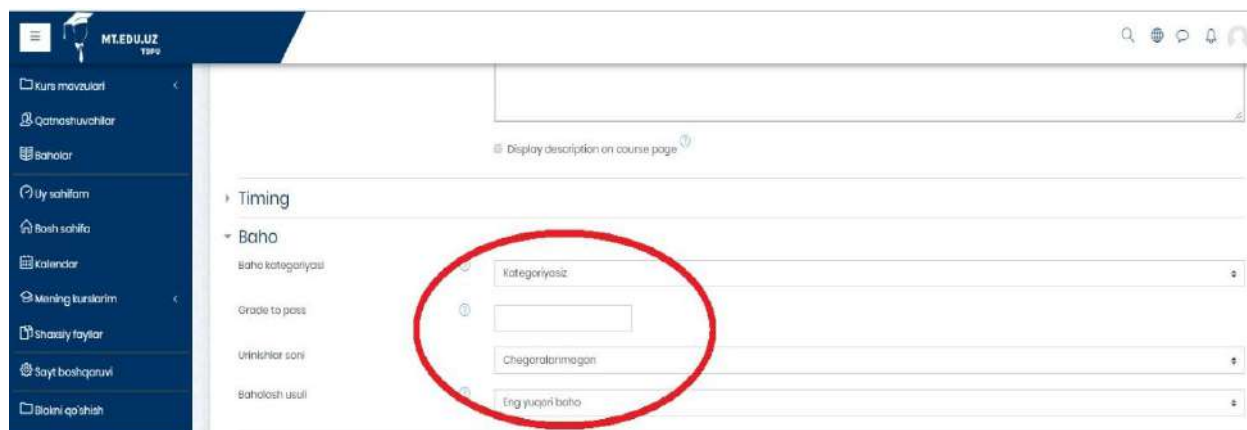 MT.EDU.UZ
TDPU
Kurs mavzulari
Qatnashuvchilar
Baholar
Uy sahifam
Bosh sahifa
Kalendar
Mening kurslarim
Shaxsiy fayllar
Sayt boshqaruvi
Blokni qo'shish
Display description on course page
Timing
Baho
Baho kategoriyasi
Kategoriyasiz
Grade to pass
Urinishlar soni
Chegaralanmagan
Baholash usuli
Eng yuqori baho